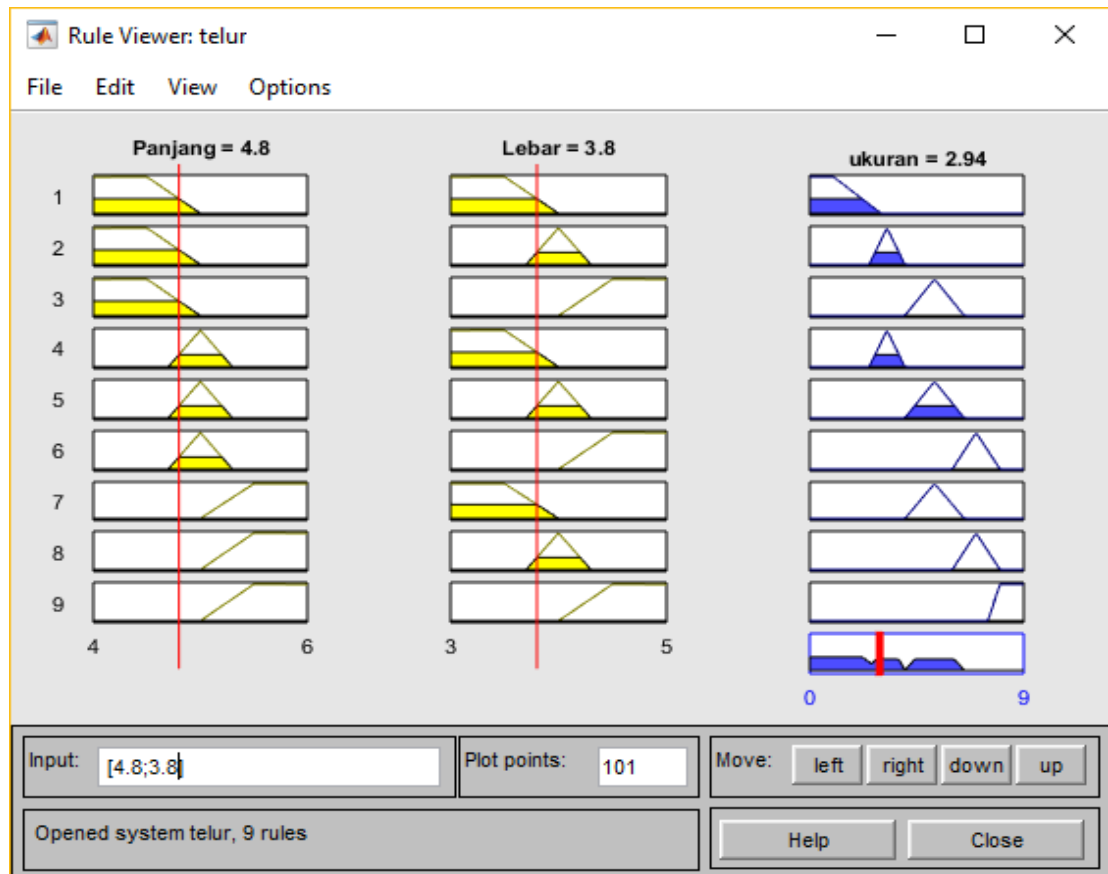 Rule Viewer: telur
File Edit View Options
Panjang = 4.8 Lebar = 3.8 ukuran = 2.94
1
2
3
4
5
6
7
8
9
4 6 3 5
0 9
Input: [4.8;3.8] Plot points: 101 Move: left right down up
Opened system telur, 9 rules Help Close